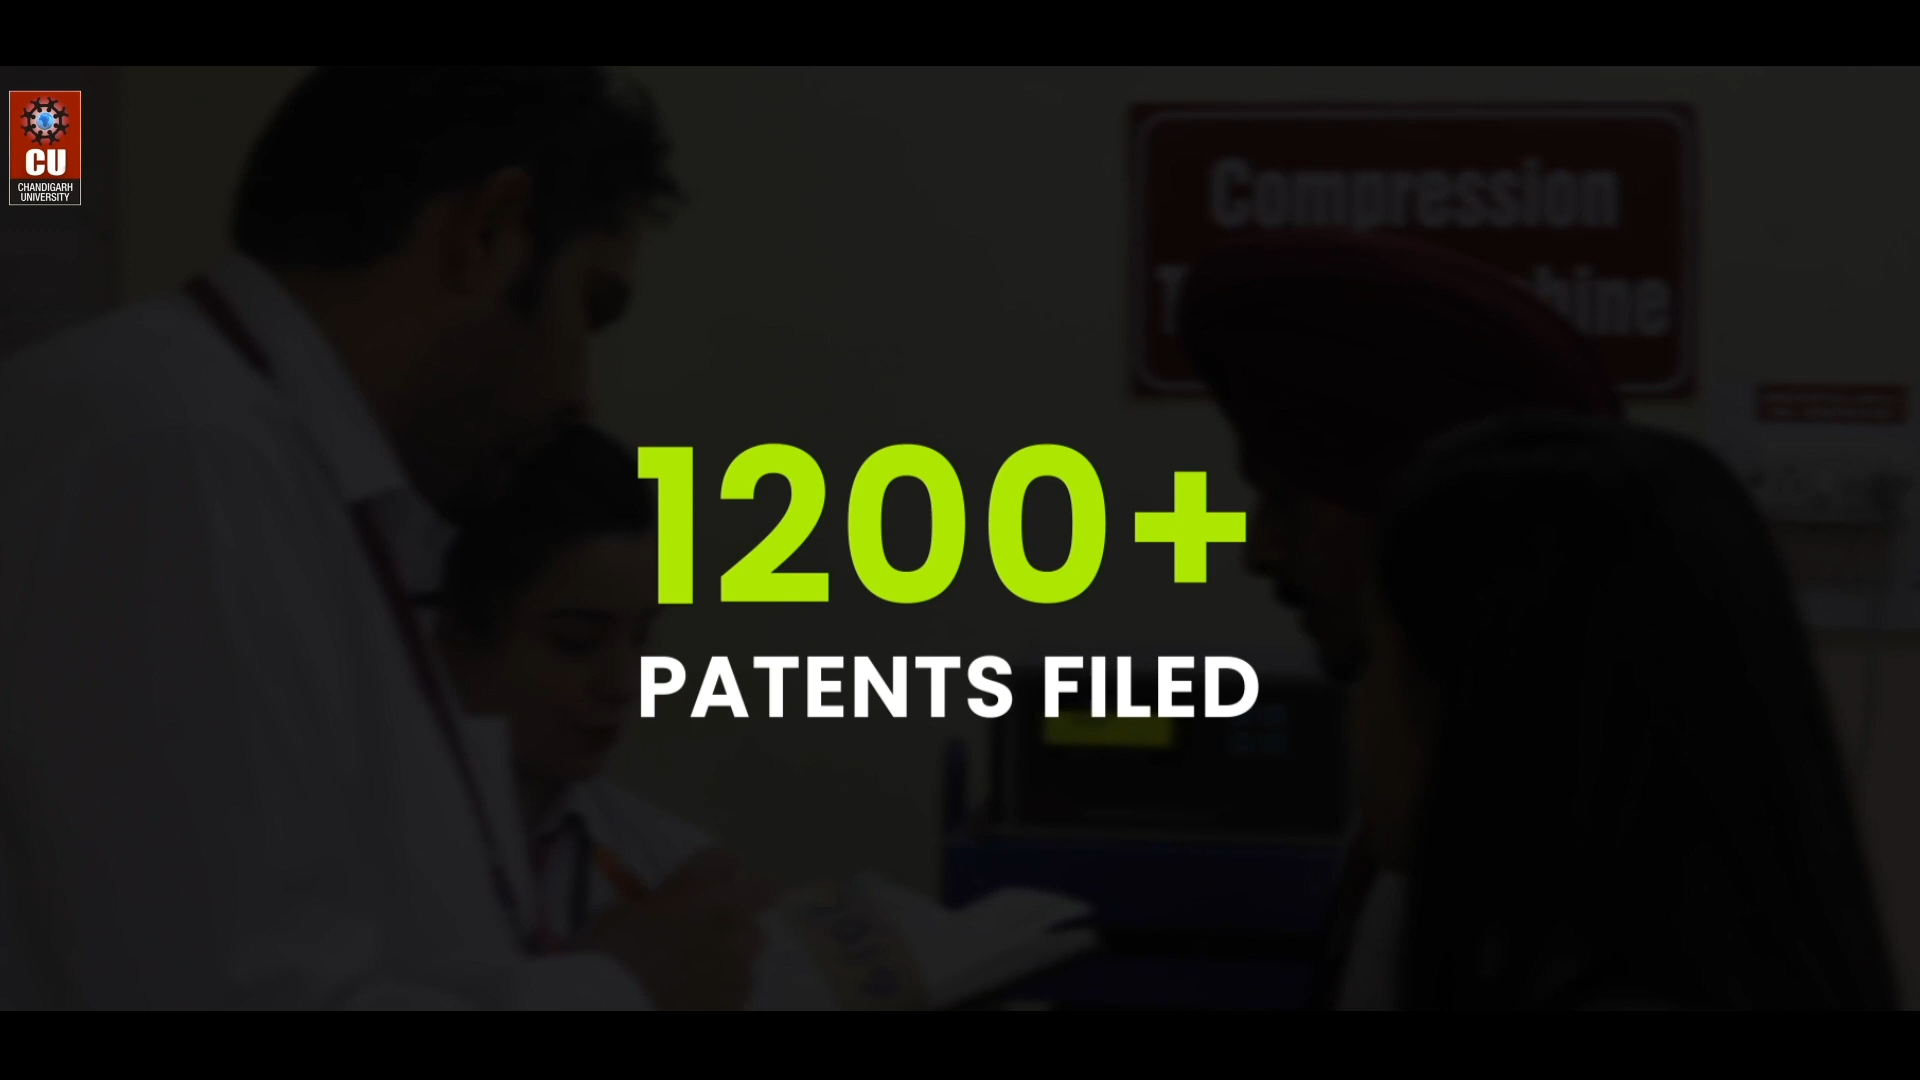 CU
CHANDIGARH
UNIVERSITY
Compression
1200+
PATENTS FILED